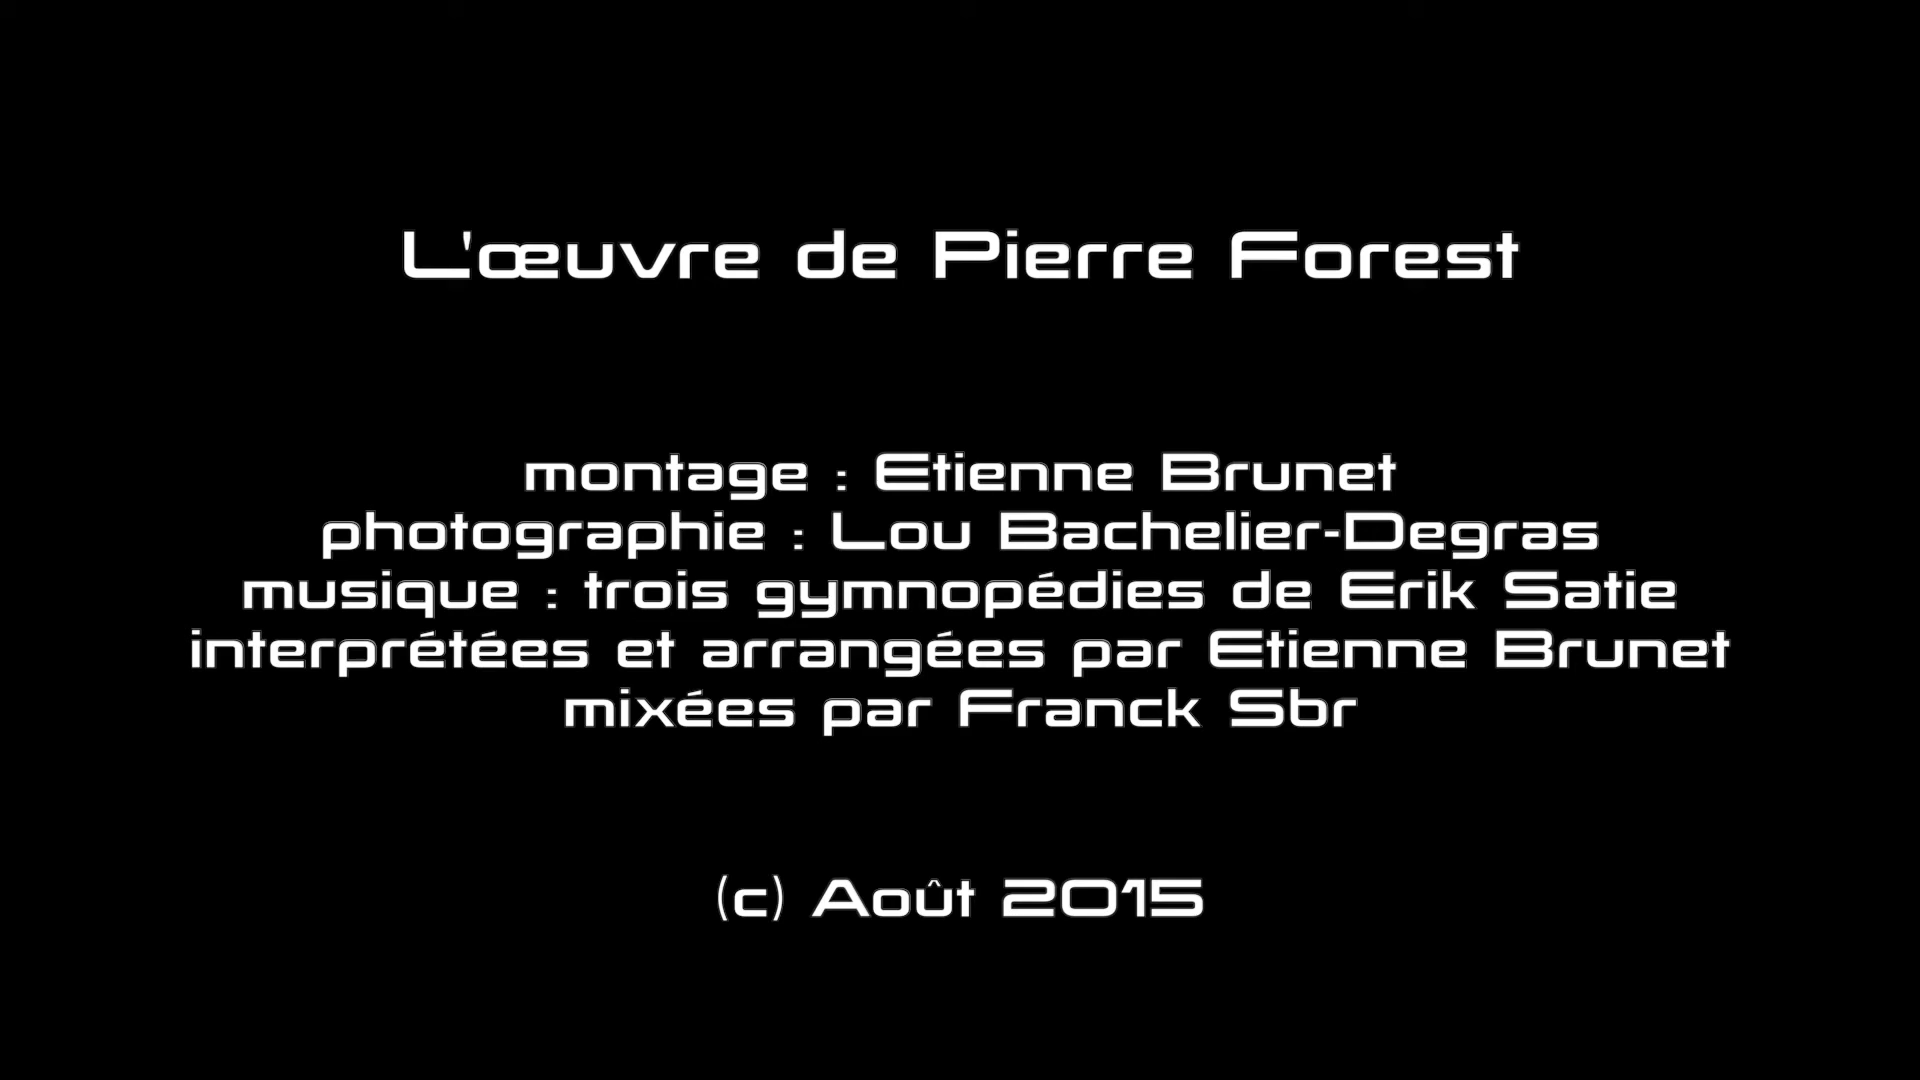 L'œuvre de Pierre Forest
montage : Etienne Brunet
photographie : Lou Bachelier-Degras
musique : trois gymnopédies de Erik Satie
interprétées et arrangées par Etienne Brunet
mixées par Franck Sbr
(c) Août 2015